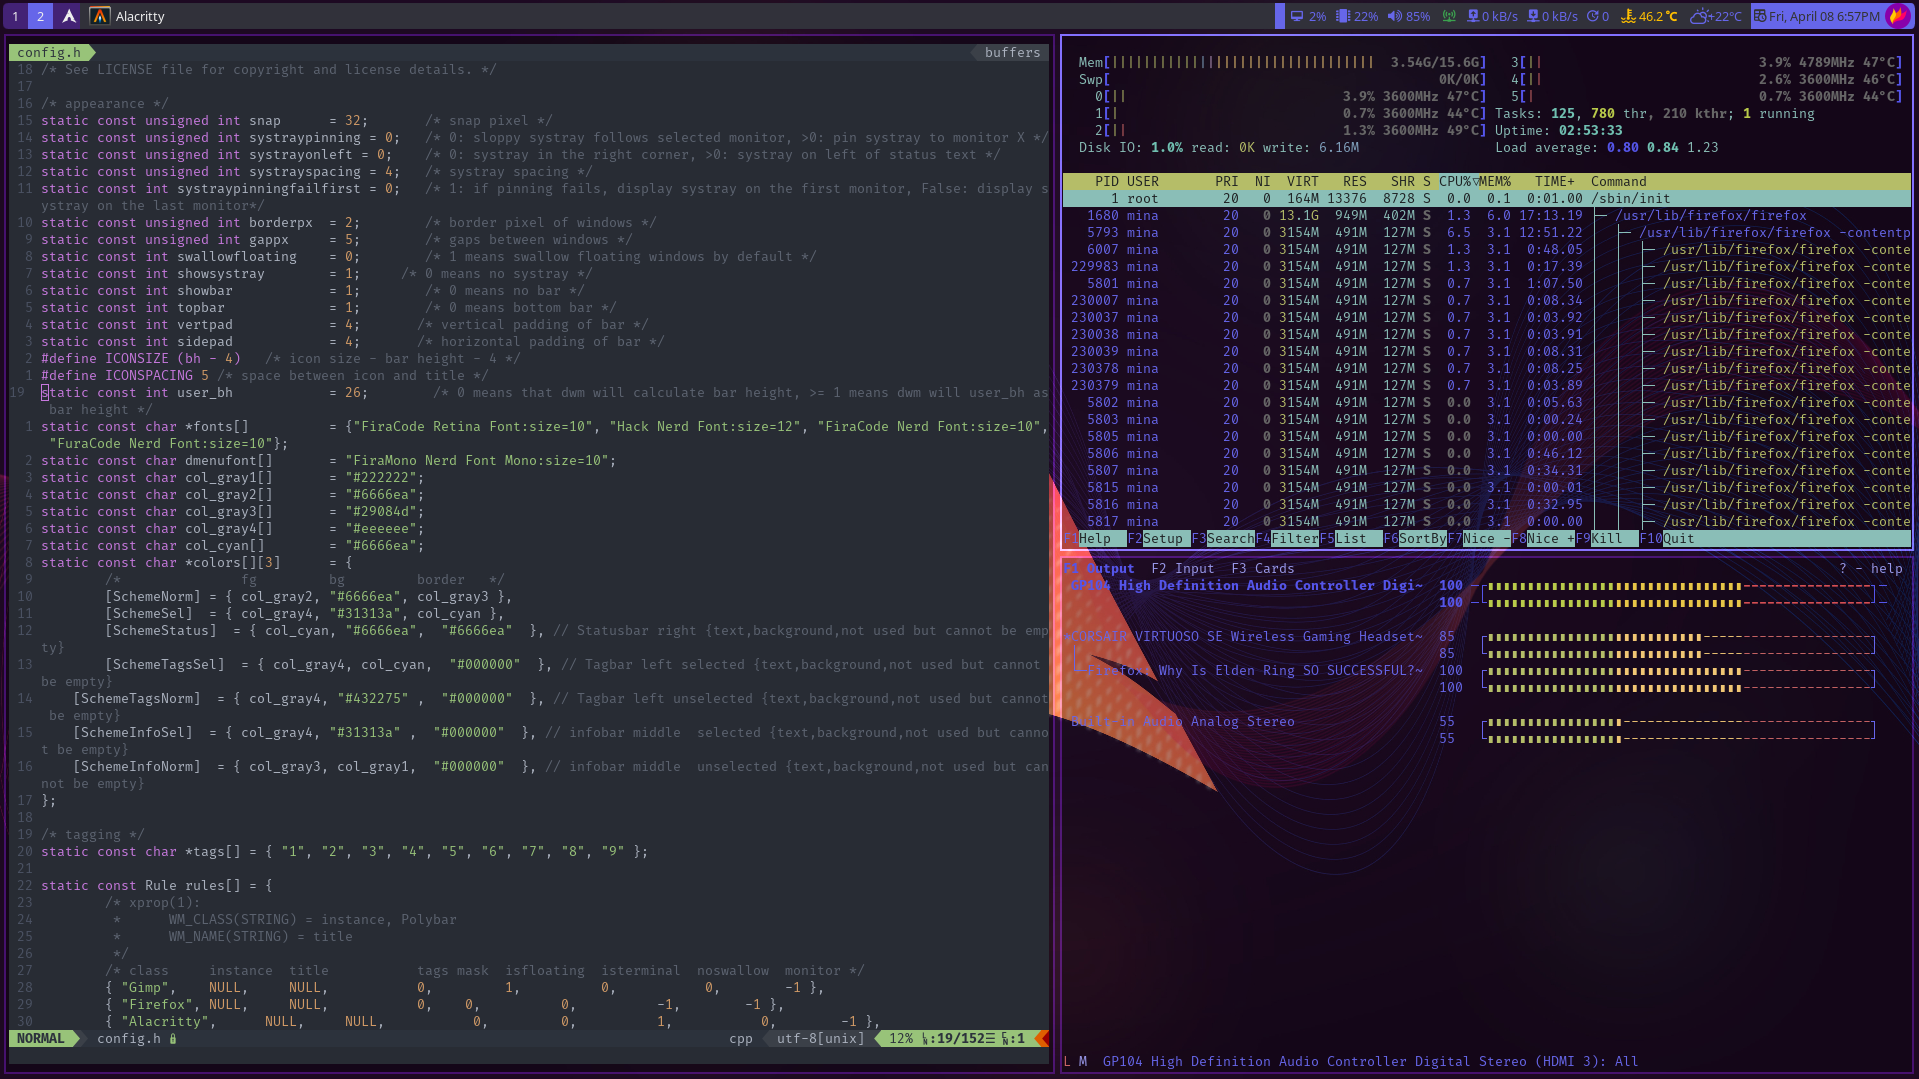 1 2 Alacritty 2% 22% 85% 0 kB/s 0 kB/s 0 46.2 °C +22°C Fri, April 08 6:57PM
config.h buffers
18 /* See LICENSE file for copyright and license details. */
17
16 /* appearance */
15 static const unsigned int snap = 32; /* snap pixel */
14 static const unsigned int systraypinning = 0; /* 0: sloppy systray follows selected monitor, >0: pin systray to monitor X */
13 static const unsigned int systrayonleft = 0; /* 0: systray in the right corner, >0: systray on left of status text */
12 static const unsigned int systrayspacing = 4; /* systray spacing */
11 static const int systraypinningfailfirst = 0; /* 1: if pinning fails, display systray on the first monitor, False: display s
ystray on the last monitor*/
10 static const unsigned int borderpx = 2; /* border pixel of windows */
9 static const unsigned int gappx = 5; /* gaps between windows */
8 static const int swallowfloating = 0; /* 1 means swallow floating windows by default */
7 static const int showsystray = 1; /* 0 means no systray */
6 static const int showbar = 1; /* 0 means no bar */
5 static const int topbar = 1; /* 0 means bottom bar */
4 static const int vertpad = 4; /* vertical padding of bar */
3 static const int sidepad = 4; /* horizontal padding of bar */
2 #define ICONSIZE (bh - 4) /* icon size - bar height - 4 */
1 #define ICONSPACING 5 /* space between icon and title */
19 static const int user_bh = 26; /* 0 means that dwm will calculate bar height, >= 1 means dwm will user_bh as
bar height */
1 static const char *fonts[] = {"FiraCode Retina Font:size=10", "Hack Nerd Font:size=12", "FiraCode Nerd Font:size=10",
"FuraCode Nerd Font:size=10"};
2 static const char dmenufont[] = "FiraMono Nerd Font Mono:size=10";
3 static const char col_gray1[] = "#222222";
4 static const char col_gray2[] = "#6666ea";
5 static const char col_gray3[] = "#29084d";
6 static const char col_gray4[] = "#eeeeee";
7 static const char col_cyan[] = "#6666ea";
8 static const char *colors[][3] = {
9 /* fg bg border */
10 [SchemeNorm] = { col_gray2, "#6666ea", col_gray3 },
11 [SchemeSel] = { col_gray4, "#31313a", col_cyan },
12 [SchemeStatus] = { col_cyan, "#6666ea", "#6666ea" }, // Statusbar right {text,background,not used but cannot be emp
ty}
13 [SchemeTagsSel] = { col_gray4, col_cyan, "#000000" }, // Tagbar left selected {text,background,not used but cannot
be empty}
14 [SchemeTagsNorm] = { col_gray4, "#432275" , "#000000" }, // Tagbar left unselected {text,background,not used but cannot
be empty}
15 [SchemeInfoSel] = { col_gray4, "#31313a" , "#000000" }, // infobar middle selected {text,background,not used but canno
t be empty}
16 [SchemeInfoNorm] = { col_gray3, col_gray1, "#000000" }, // infobar middle unselected {text,background,not used but can
not be empty}
17 };
18
19 /* tagging */
20 static const char *tags[] = { "1", "2", "3", "4", "5", "6", "7", "8", "9" };
21
22 static const Rule rules[] = {
23 /* xprop(1):
24 * WM_CLASS(STRING) = instance, Polybar
25 * WM_NAME(STRING) = title
26 */
27 /* class instance title tags mask isfloating isterminal noswallow monitor */
28 { "Gimp", NULL, NULL, 0, 1, 0, 0, -1 },
29 { "Firefox", NULL, NULL, 0, 0, 0, -1, -1 },
30 { "Alacritty", NULL, NULL, 0, 0, 1, 0, -1 },
NORMAL config.h cpp utf-8[unix] 12% :19/152 :1
Mem[ 3.54G/15.6G] 3[|| 3.9% 4789MHz 47°C]
Swp[ 0K/0K] 4[|| 2.6% 3600MHz 46°C]
0[|| 3.9% 3600MHz 47°C] 5[| 0.7% 3600MHz 44°C]
1[| 0.7% 3600MHz 44°C] Tasks: 125, 780 thr, 210 kthr; 1 running
2[|| 1.3% 3600MHz 49°C] Uptime: 02:53:33
Disk IO: 1.0% read: 0K write: 6.16M Load average: 0.80 0.84 1.23
PID USER PRI NI VIRT RES SHR S CPU%▽MEM% TIME+ Command
1 root 20 0 164M 13376 8728 S 0.0 0.1 0:01.00 /sbin/init
1680 mina 20 0 13.1G 949M 402M S 1.3 6.0 17:13.19 /usr/lib/firefox/firefox
5793 mina 20 0 3154M 491M 127M S 6.5 3.1 12:51.22 /usr/lib/firefox/firefox -contentp
6007 mina 20 0 3154M 491M 127M S 1.3 3.1 0:48.05 /usr/lib/firefox/firefox -conte
229983 mina 20 0 3154M 491M 127M S 1.3 3.1 0:17.39 /usr/lib/firefox/firefox -conte
5801 mina 20 0 3154M 491M 127M S 0.7 3.1 1:07.50 /usr/lib/firefox/firefox -conte
230007 mina 20 0 3154M 491M 127M S 0.7 3.1 0:08.34 /usr/lib/firefox/firefox -conte
230037 mina 20 0 3154M 491M 127M S 0.7 3.1 0:03.92 /usr/lib/firefox/firefox -conte
230038 mina 20 0 3154M 491M 127M S 0.7 3.1 0:03.91 /usr/lib/firefox/firefox -conte
230039 mina 20 0 3154M 491M 127M S 0.7 3.1 0:08.31 /usr/lib/firefox/firefox -conte
230378 mina 20 0 3154M 491M 127M S 0.7 3.1 0:08.25 /usr/lib/firefox/firefox -conte
230379 mina 20 0 3154M 491M 127M S 0.7 3.1 0:03.89 /usr/lib/firefox/firefox -conte
5802 mina 20 0 3154M 491M 127M S 0.0 3.1 0:05.63 /usr/lib/firefox/firefox -conte
5803 mina 20 0 3154M 491M 127M S 0.0 3.1 0:00.24 /usr/lib/firefox/firefox -conte
5805 mina 20 0 3154M 491M 127M S 0.0 3.1 0:00.00 /usr/lib/firefox/firefox -conte
5806 mina 20 0 3154M 491M 127M S 0.0 3.1 0:46.12 /usr/lib/firefox/firefox -conte
5807 mina 20 0 3154M 491M 127M S 0.0 3.1 0:34.31 /usr/lib/firefox/firefox -conte
5815 mina 20 0 3154M 491M 127M S 0.0 3.1 0:00.01 /usr/lib/firefox/firefox -conte
5816 mina 20 0 3154M 491M 127M S 0.0 3.1 0:32.95 /usr/lib/firefox/firefox -conte
5817 mina 20 0 3154M 491M 127M S 0.0 3.1 0:00.00 /usr/lib/firefox/firefox -conte
F1Help F2Setup F3SearchF4FilterF5List F6SortByF7Nice -F8Nice +F9Kill F10Quit
F1 Output F2 Input F3 Cards ? - help
GP104 High Definition Audio Controller Digi~ 100
100
CORSAIR VIRTUOSO SE Wireless Gaming Headset~ 85
85
Why Is Elden Ring SO SUCCESSFUL?~ 100
100
Audio Analog Stereo 55
55
L M GP104 High Definition Audio Controller Digital Stereo (HDMI 3): All